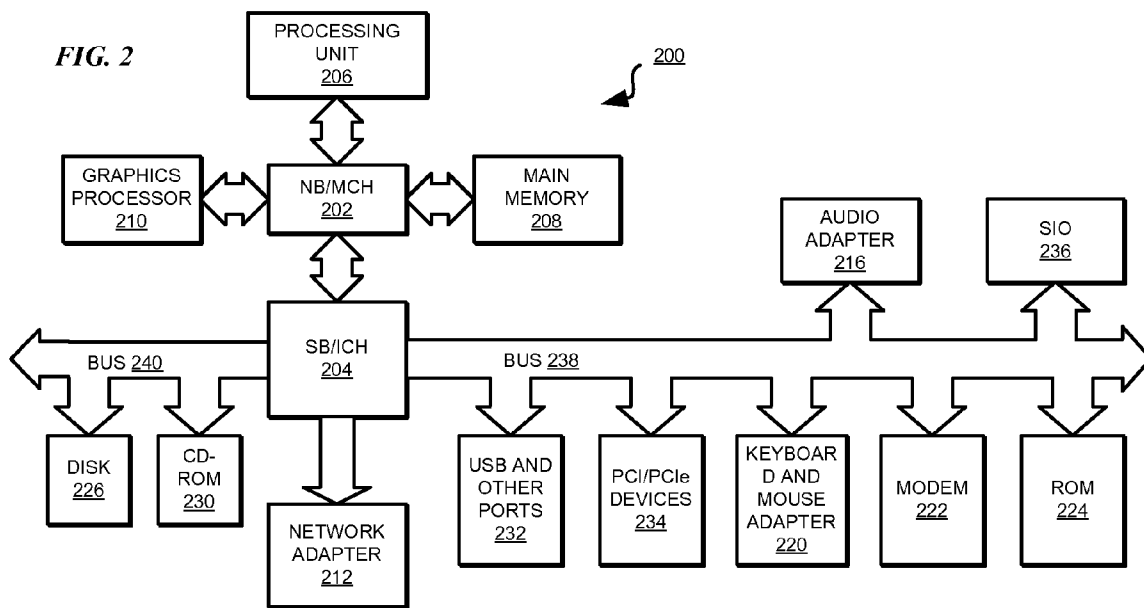 FIG. 2
PROCESSING
UNIT
206
200
GRAPHICS
PROCESSOR
210
NB/MCH
202
MAIN
MEMORY
208
AUDIO
ADAPTER
216
SIO
236
BUS 240
SB/ICH
204
BUS 238
DISK
226
CD-
ROM
230
NETWORK
ADAPTER
212
USB AND
OTHER
PORTS
232
PCI/PCIe
DEVICES
234
KEYBOAR
D AND
MOUSE
ADAPTER
220
MODEM
222
ROM
224